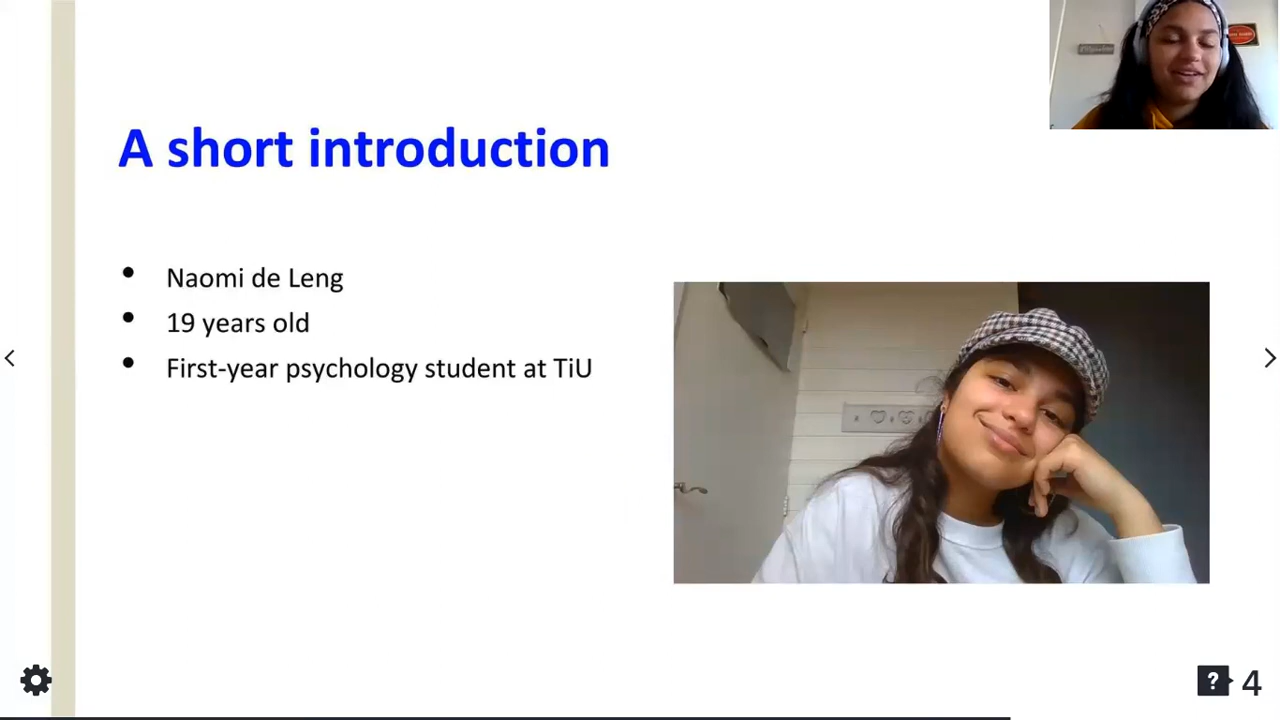 A short introduction
• Naomi de Leng
• 19 years old
• First-year psychology student at TiU
? 4